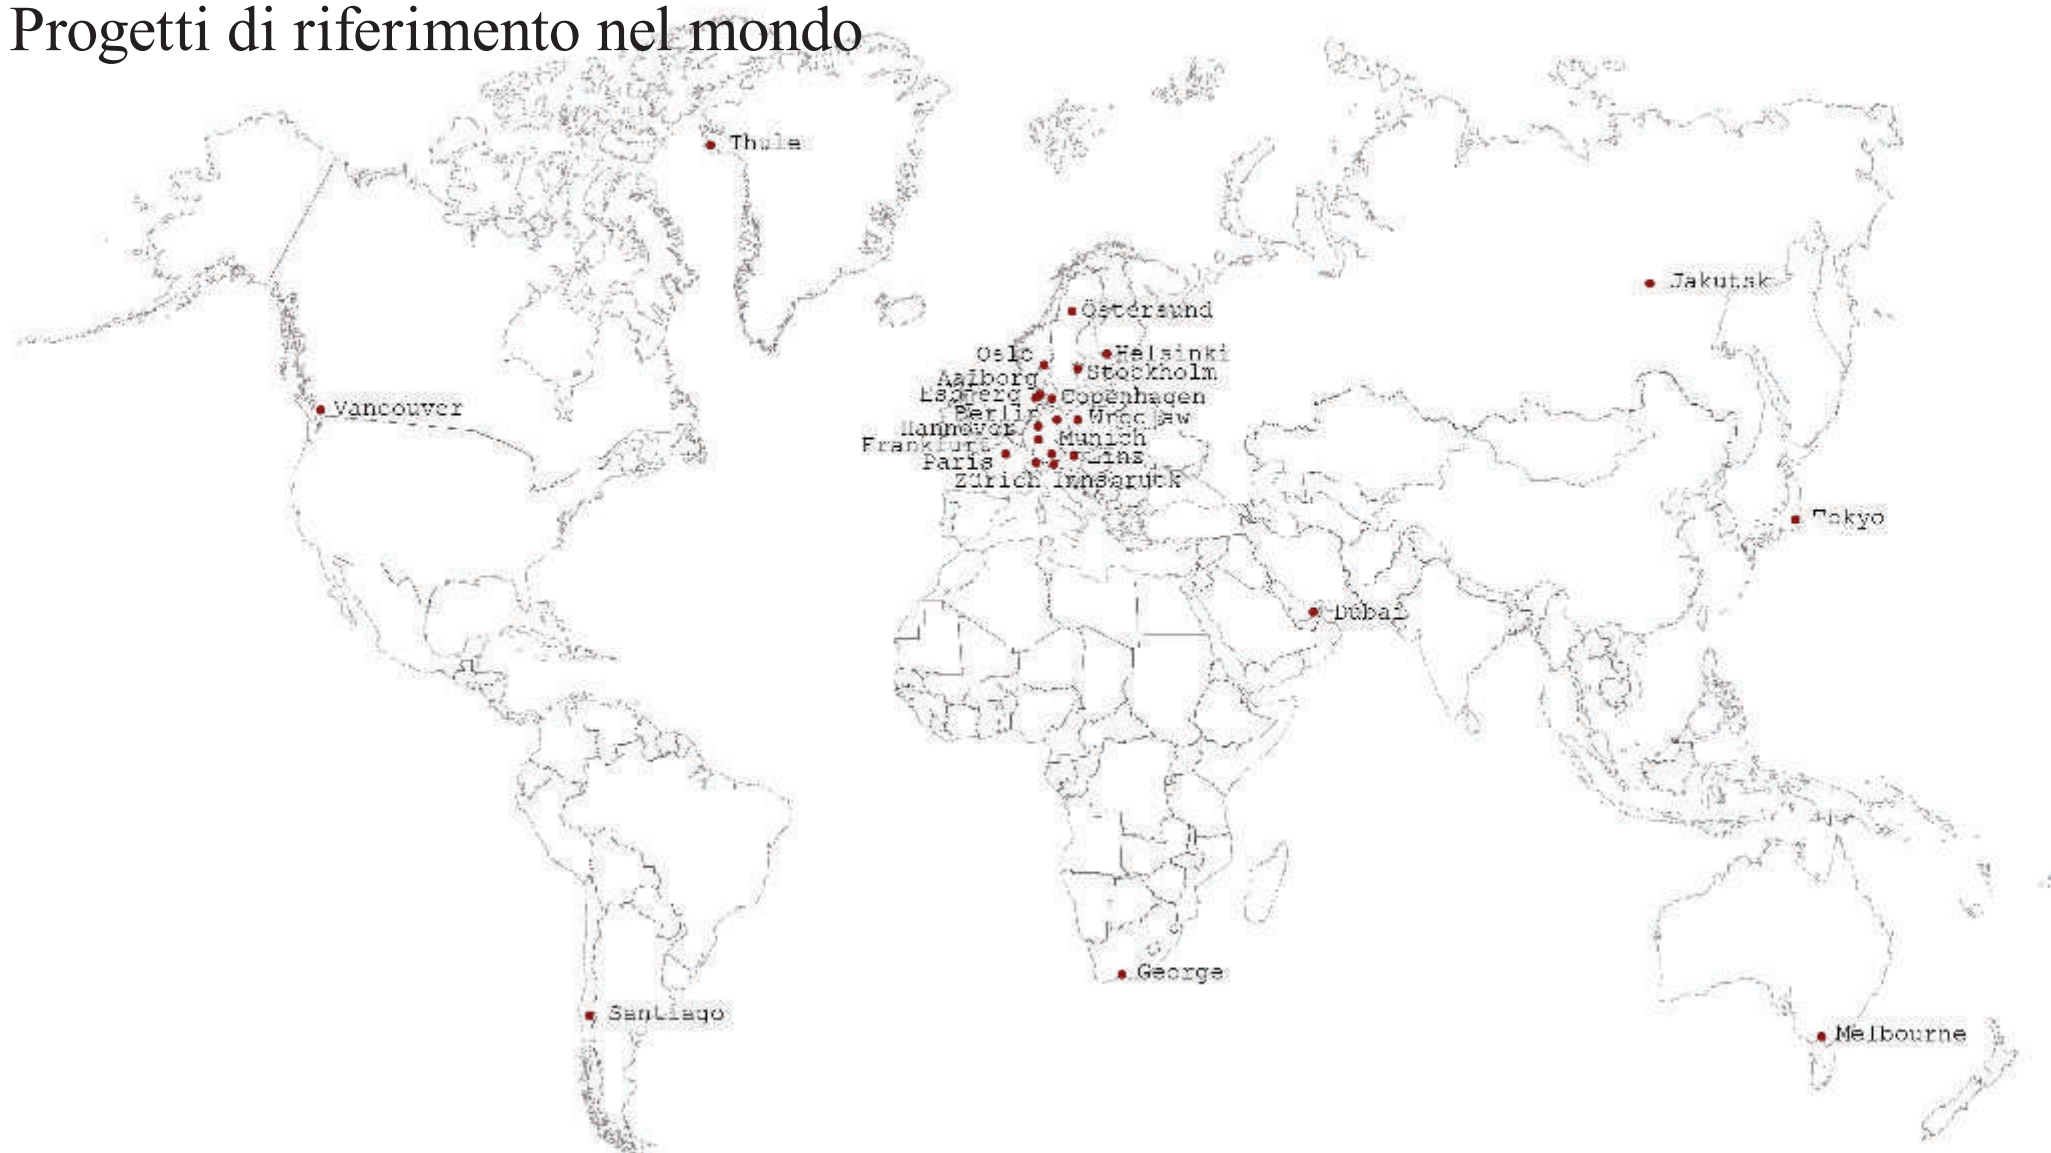 Progetti di riferimento nel mondo
Thule
Jakutsk
Östersund
Oslo
Helsinki
Stockholm
Aalborg
Esbjerg
Copenhagen
Vancouver
Berlin
Wroclaw
Hannover
Munich
Frankfurt
Linz
Paris
Zürich Innsbruck
Tokyo
Dubai
George
Santiago
Melbourne